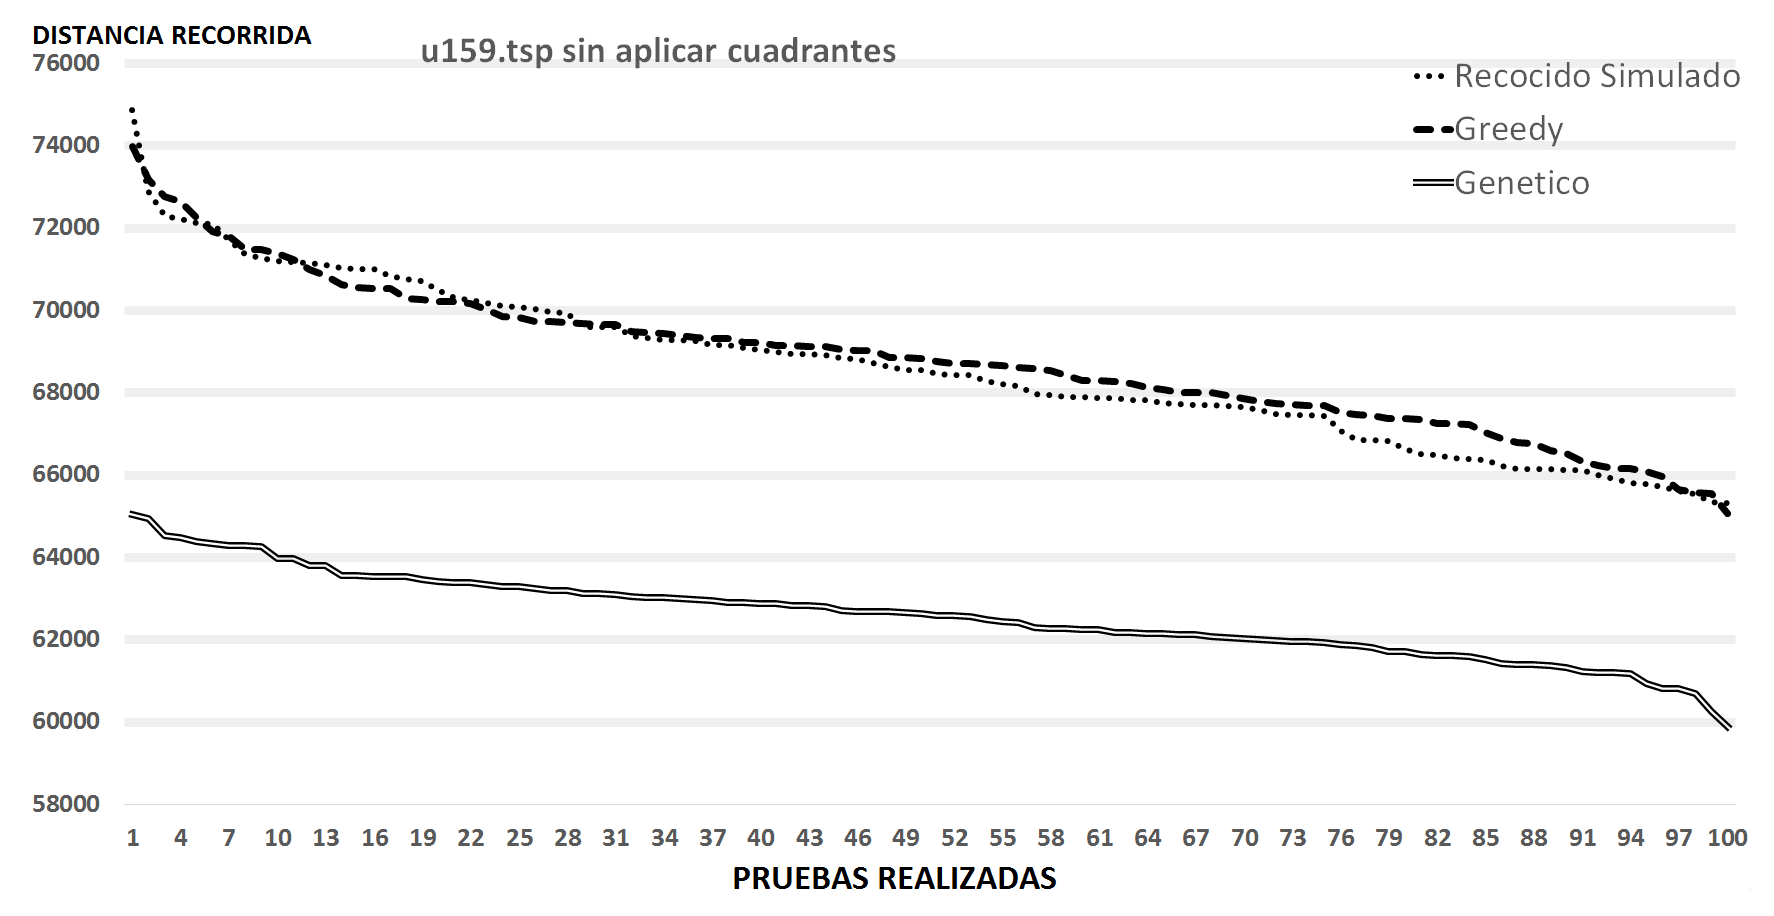 DISTANCIA RECORRIDA
u159.tsp sin aplicar cuadrantes
76000
74000
72000
70000
68000
66000
64000
62000
60000
58000
Recocido Simulado
Greedy
Genetico
1 4 7 10 13 16 19 22 25 28 31 34 37 40 43 46 49 52 55 58 61 64 67 70 73 76 79 82 85 88 91 94 97 100
PRUEBAS REALIZADAS